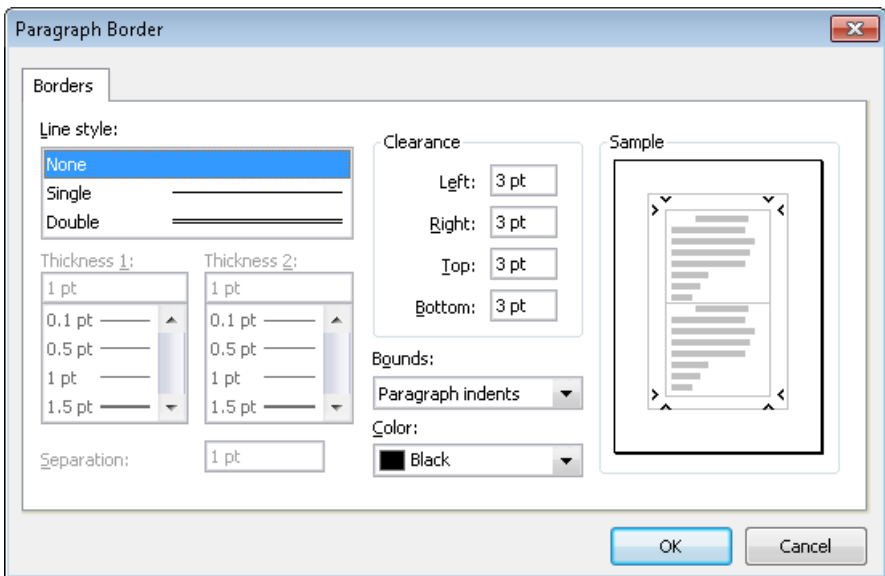 Paragraph Border
Borders
Line style:
None
Single
Double
Thickness 1:
1 pt
0.1 pt
0.5 pt
1 pt
1.5 pt
Thickness 2:
1 pt
0.1 pt
0.5 pt
1 pt
1.5 pt
Separation:
1 pt
Clearance
Left: 3 pt
Right: 3 pt
Top: 3 pt
Bottom: 3 pt
Bounds:
Paragraph indents
Color:
Black
Sample
OK
Cancel